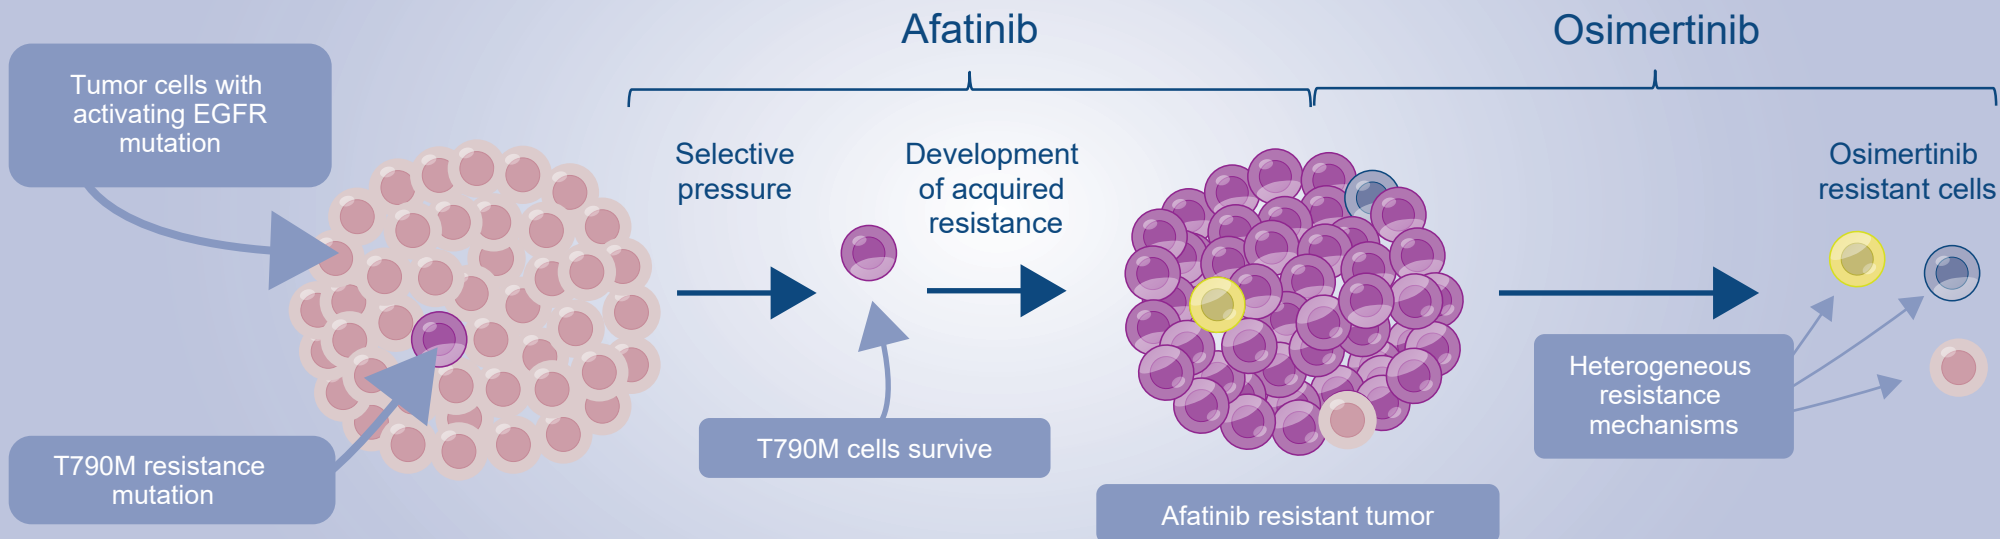 Afatinib
Osimertinib
Tumor cells with
activating EGFR
mutation
Selective
pressure
Development
of acquired
resistance
Osimertinib
resistant cells
T790M resistance
mutation
T790M cells survive
Afatinib resistant tumor
Heterogeneous
resistance
mechanisms